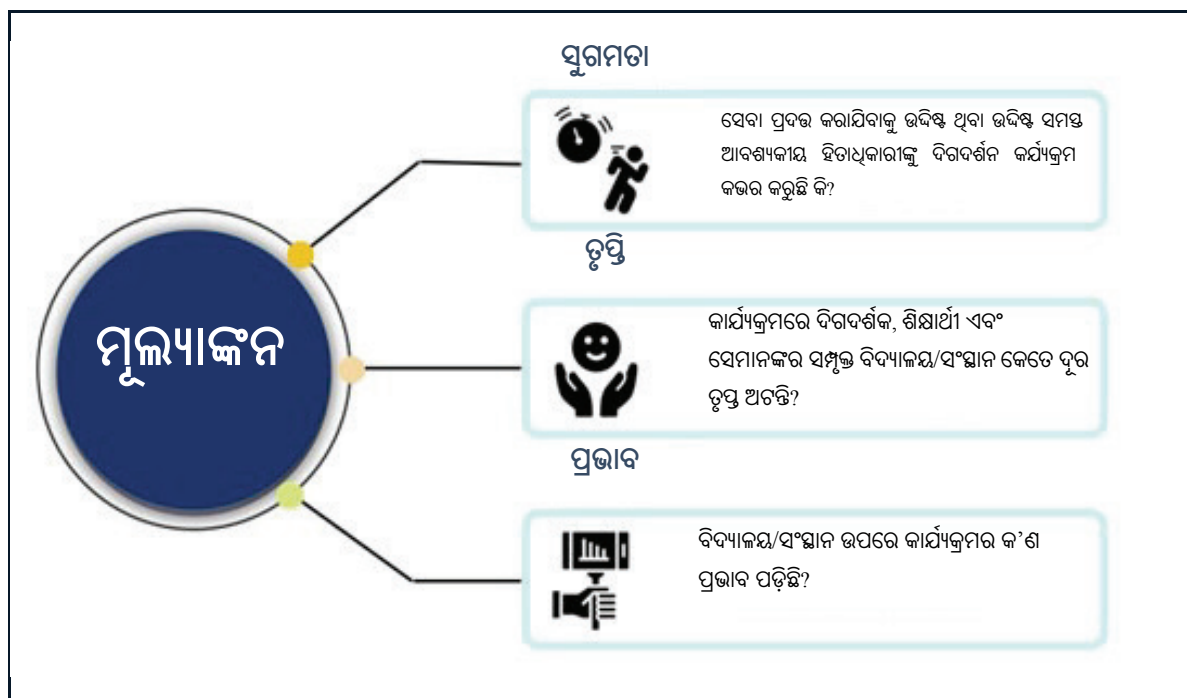 ସୁଗମତା
ସେବା ପ୍ରଦତ୍ତ କରାଯିବାକୁ ଉଦ୍ଦିଷ୍ଟ ଥିବା ଉଦ୍ଦିଷ୍ଟ ସମସ୍ତ
ଆବଶ୍ୟକୀୟ ହିତାଧିକାରୀଙ୍କୁ ଦିଗଦର୍ଶନ କର୍ଯ୍ୟକ୍ରମ
କଭର କରୁଛି କି?
ତୃପ୍ତି
ମୂଲ୍ୟାଙ୍କନ
କାର୍ଯ୍ୟକ୍ରମରେ ଦିଗଦର୍ଶକ, ଶିକ୍ଷାର୍ଥୀ ଏବଂ
ସେମାନଙ୍କର ସମ୍ପୃକ୍ତ ବିଦ୍ୟାଳୟ/ସଂସ୍ଥାନ କେତେ ଦୂର
ତୃପ୍ତ ଅଟନ୍ତି?
ପ୍ରଭାବ
ବିଦ୍ୟାଳୟ/ସଂସ୍ଥାନ ଉପରେ କାର୍ଯ୍ୟକ୍ରମର କ’ଣ
ପ୍ରଭାବ ପଡ଼ିଛି?